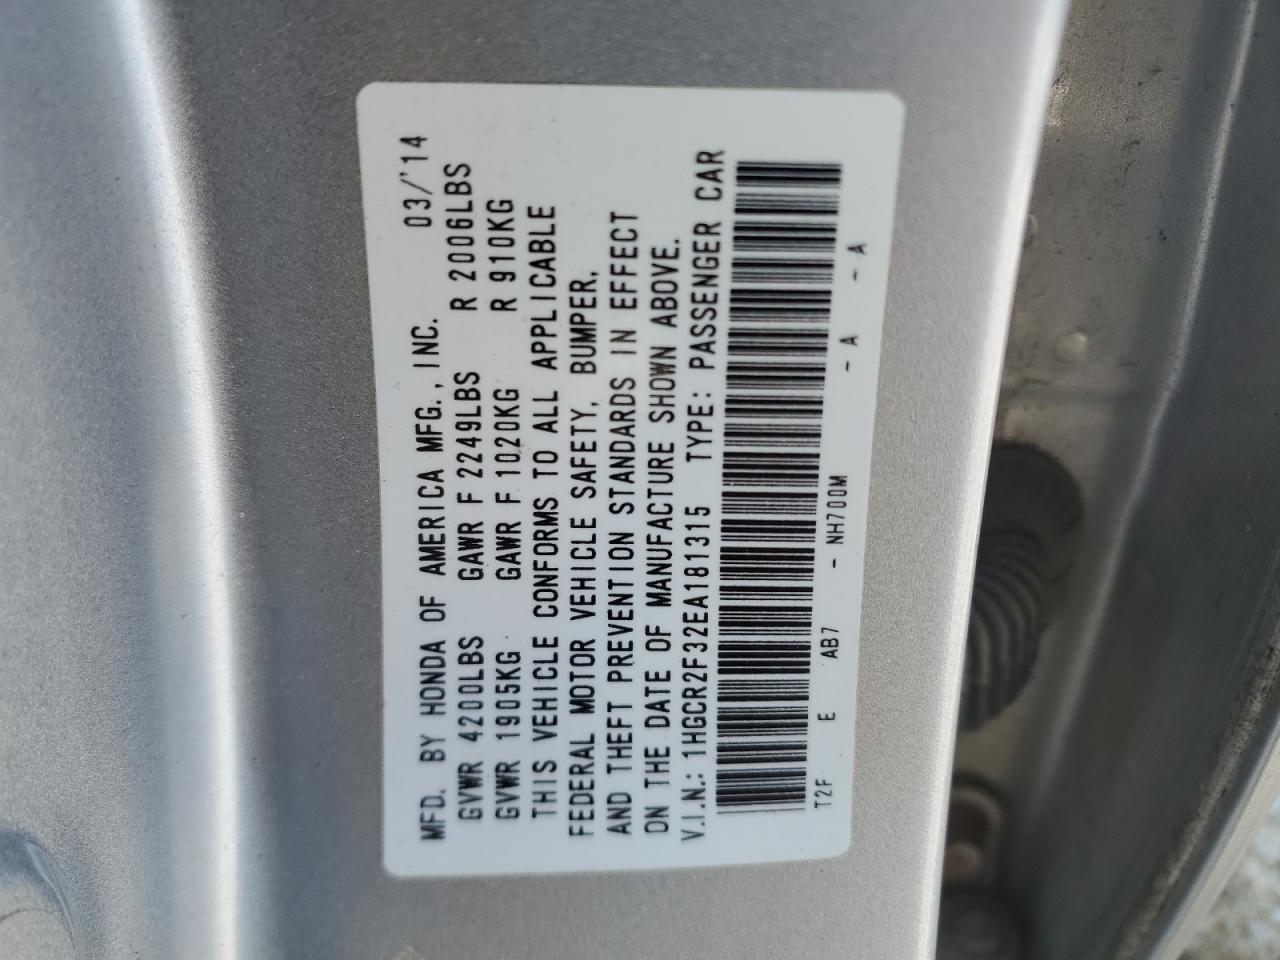 MFD. BY HONDA OF AMERICA MFG., INC. 03/'14
GVWR 4200LBS GAWR F 2249LBS R 2006LBS
GVWR 1905KG GAWR F 1020KG R 910KG
THIS VEHICLE CONFORMS TO ALL APPLICABLE
FEDERAL MOTOR VEHICLE SAFETY, BUMPER,
AND THEFT PREVENTION STANDARDS IN EFFECT
ON THE DATE OF MANUFACTURE SHOWN ABOVE.
V.I.N.: 1HGCR2F32EA181315 TYPE: PASSENGER CAR
T2F E AB7 - NH700M - A - A